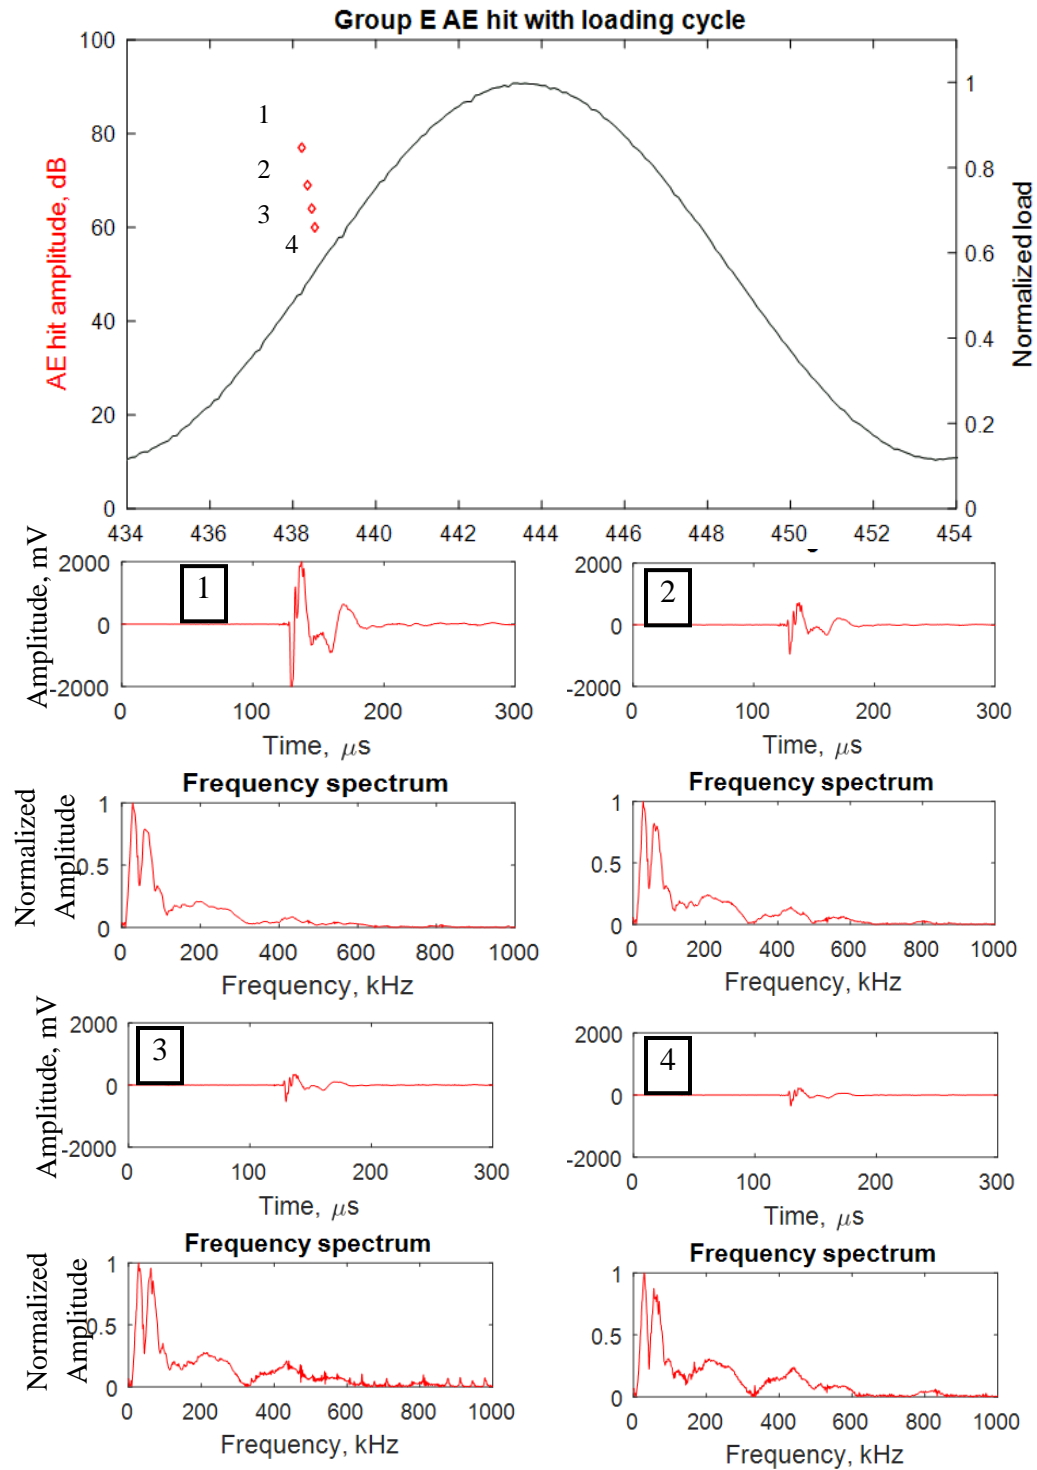 Group E AE hit with loading cycle
100
80
60
40
20
0
AE hit amplitude, dB
1
2
3
4
1
0.8
0.6
0.4
0.2
0
Normalized load
434 436 438 440 442 444 446 448 450 452 454
Amplitude, mV
2000
0
-2000
1
0 100 200 300
Time, μs
2000
0
-2000
2
0 100 200 300
Time, μs
Frequency spectrum
Normalized
Amplitude
1
0.5
0
0 200 400 600 800 1000
Frequency, kHz
Frequency spectrum
1
0.5
0
0 200 400 600 800 1000
Frequency, kHz
Amplitude, mV
2000
0
-2000
3
0 100 200 300
Time, μs
2000
0
-2000
4
0 100 200 300
Time, μs
Frequency spectrum
Normalized
Amplitude
1
0.5
0
0 200 400 600 800 1000
Frequency, kHz
Frequency spectrum
1
0.5
0
0 200 400 600 800 1000
Frequency, kHz